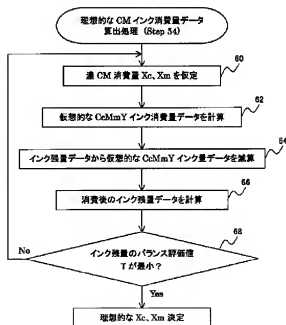 理想的な CM インク消費量データ
算出処理 (Step 54)
60
濃 CM 消費量 Xc、Xm を仮定
62
仮想的な CcMmY インク消費量データを計算
64
インク残量データから仮想的な CcMmY インク量データを減算
66
消費後のインク残量データを計算
68
No
インク残量のバランス評価値
T が最小？
Yes
理想的な Xc、Xm 決定